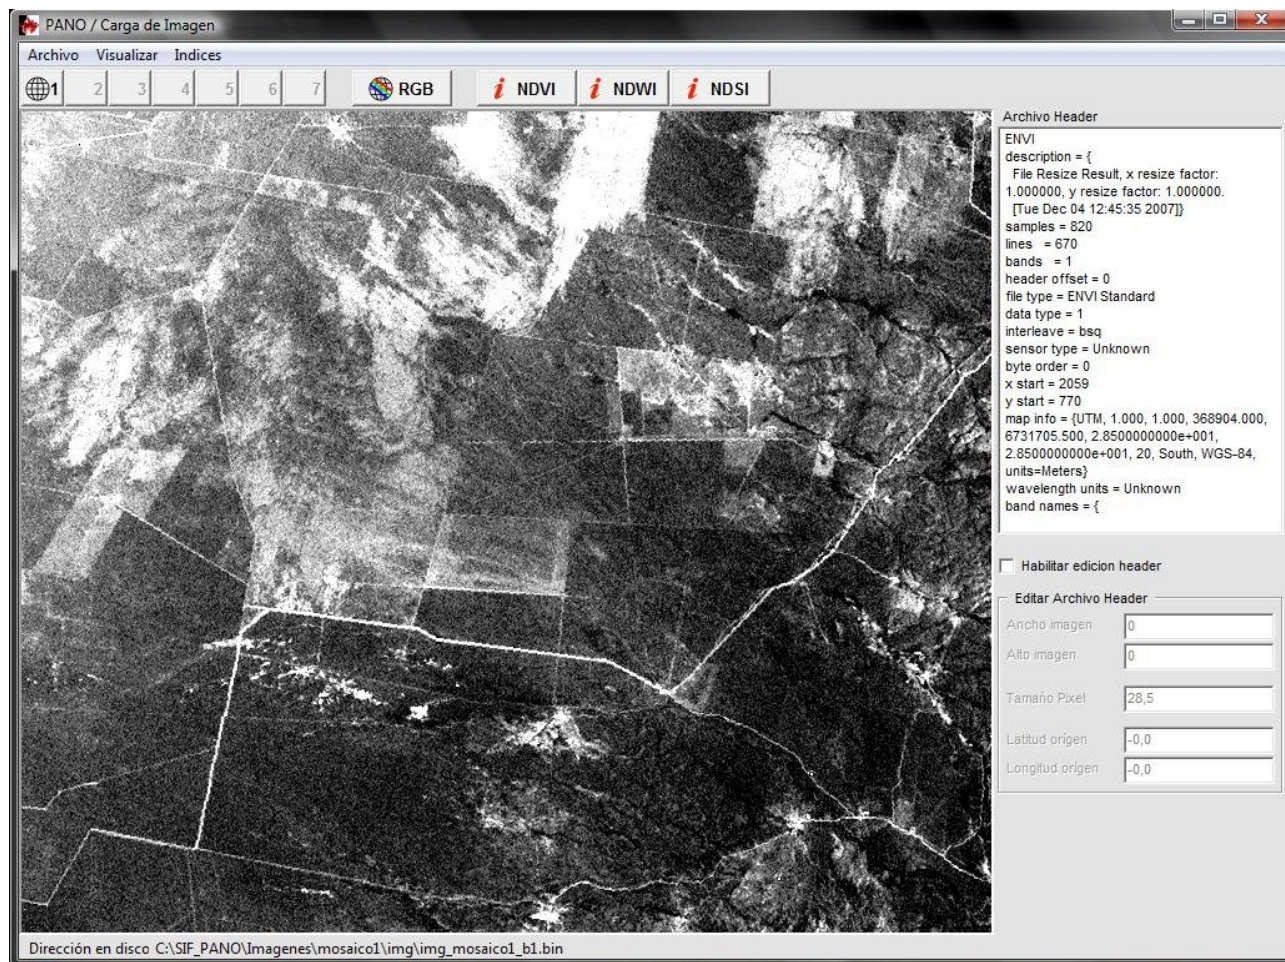 PANO / Carga de Imagen
Archivo Visualizar Indices
1 2 3 4 5 6 7 RGB i NDVI i NDWI i NDSI
Archivo Header
ENVI
description = {
File Resize Result, x resize factor:
1.000000, y resize factor: 1.000000.
[Tue Dec 04 12:45:35 2007]}
samples = 820
lines = 670
bands = 1
header offset = 0
file type = ENVI Standard
data type = 1
interleave = bsq
sensor type = Unknown
byte order = 0
x start = 2059
y start = 770
map info = {UTM, 1.000, 1.000, 368904.000,
6731705.500, 2.8500000000e+001,
2.8500000000e+001, 20, South, WGS-84,
units=Meters}
wavelength units = Unknown
band names = {
Habilitar edicion header
Editar Archivo Header
Ancho imagen 0
Alto imagen 0
Tamaño Pixel 28,5
Latitud origen -0,0
Longitud origen -0,0
Dirección en disco C:\SIF_PANO\Imagenes\mosaico1\img\img_mosaico1_b1.bin